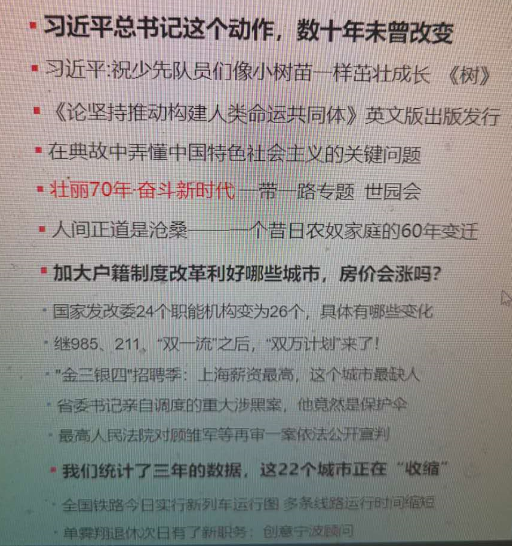 习近平总书记这个动作，数十年未曾改变
习近平:祝少先队员们像小树苗一样茁壮成长 《树》
《论坚持推动构建人类命运共同体》英文版出版发行
在典故中弄懂中国特色社会主义的关键问题
壮丽70年·奋斗新时代 一带一路专题 世园会
人间正道是沧桑——一个昔日农奴家庭的60年变迁
加大户籍制度改革利好哪些城市，房价会涨吗？
国家发改委24个职能机构变为26个，具体有哪些变化
继985、211、“双一流”之后，“双万计划”来了！
"金三银四"招聘季：上海薪资最高，这个城市最缺人
省委书记亲自调度的重大涉黑案，他竟然是保护伞
最高人民法院对顾雏军等再审一案依法公开宣判
我们统计了三年的数据，这22个城市正在“收缩”
全国铁路今日实行新列车运行图 多条线路运行时间缩短
单霁翔退休次日有了新职务：创意宁波顾问